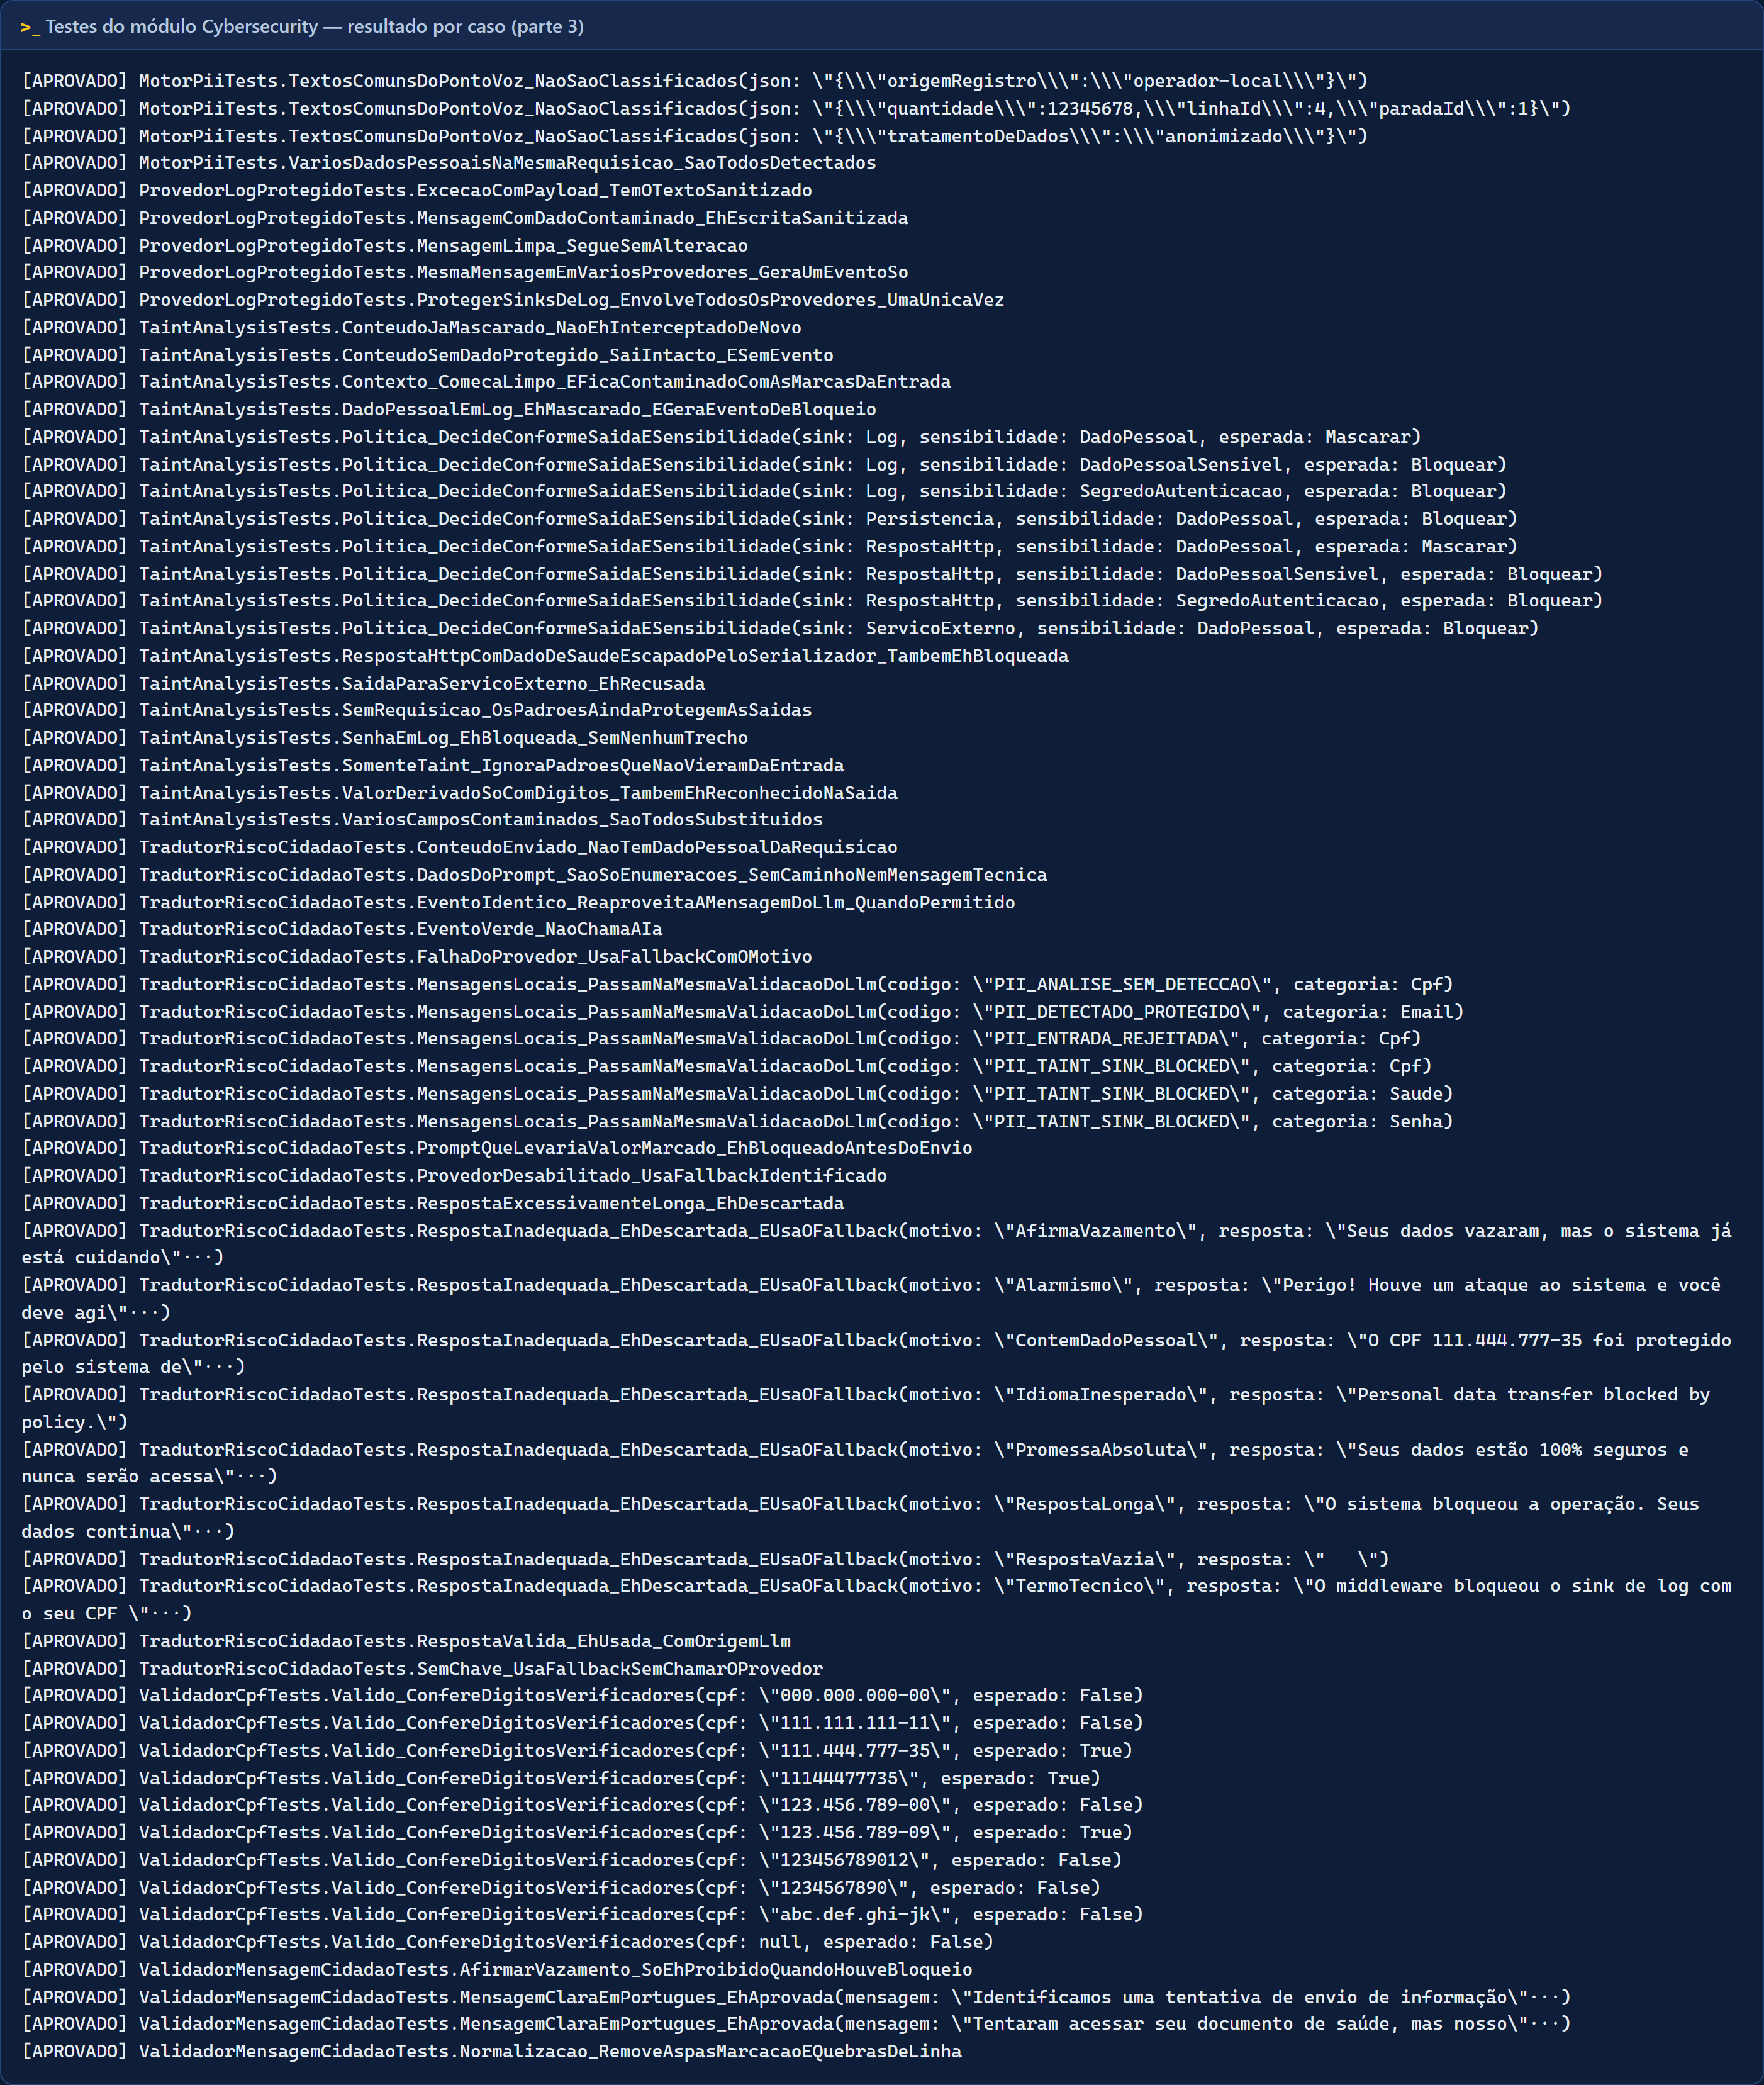 >_ Testes do módulo Cybersecurity — resultado por caso (parte 3)
[APROVADO] MotorPiiTests.TextosComunsDoPontoVoz_NaoSaoClassificados(json: \"{\\\"origemRegistro\\\":\\\"operador-local\\\"}\")
[APROVADO] MotorPiiTests.TextosComunsDoPontoVoz_NaoSaoClassificados(json: \"{\\\"quantidade\\\":12345678,\\\"linhaId\\\":4,\\\"paradaId\\\":1}\")
[APROVADO] MotorPiiTests.TextosComunsDoPontoVoz_NaoSaoClassificados(json: \"{\\\"tratamentoDeDados\\\":\\\"anonimizado\\\"}\")
[APROVADO] MotorPiiTests.VariosDadosPessoaisNaMesmaRequisicao_SaoTodosDetectados
[APROVADO] ProvedorLogProtegidoTests.ExcecaoComPayload_TemOTextoSanitizado
[APROVADO] ProvedorLogProtegidoTests.MensagemComDadoContaminado_EhEscritaSanitizada
[APROVADO] ProvedorLogProtegidoTests.MensagemLimpa_SegueSemAlteracao
[APROVADO] ProvedorLogProtegidoTests.MesmaMensagemEmVariosProvedores_GeraUmEventoSo
[APROVADO] ProvedorLogProtegidoTests.ProtegerSinksDeLog_EnvolveTodosOsProvedores_UmaUnicaVez
[APROVADO] TaintAnalysisTests.ConteudoJaMascarado_NaoEhInterceptadoDeNovo
[APROVADO] TaintAnalysisTests.ConteudoSemDadoProtegido_SaiIntacto_ESemEvento
[APROVADO] TaintAnalysisTests.Contexto_ComecaLimpo_EFicaContaminadoComAsMarcasDaEntrada
[APROVADO] TaintAnalysisTests.DadoPessoalEmLog_EhMascarado_EGeraEventoDeBloqueio
[APROVADO] TaintAnalysisTests.Politica_DecideConformeSaidaESensibilidade(sink: Log, sensibilidade: DadoPessoal, esperada: Mascarar)
[APROVADO] TaintAnalysisTests.Politica_DecideConformeSaidaESensibilidade(sink: Log, sensibilidade: DadoPessoalSensivel, esperada: Bloquear)
[APROVADO] TaintAnalysisTests.Politica_DecideConformeSaidaESensibilidade(sink: Log, sensibilidade: SegredoAutenticacao, esperada: Bloquear)
[APROVADO] TaintAnalysisTests.Politica_DecideConformeSaidaESensibilidade(sink: Persistencia, sensibilidade: DadoPessoal, esperada: Bloquear)
[APROVADO] TaintAnalysisTests.Politica_DecideConformeSaidaESensibilidade(sink: RespostaHttp, sensibilidade: DadoPessoal, esperada: Mascarar)
[APROVADO] TaintAnalysisTests.Politica_DecideConformeSaidaESensibilidade(sink: RespostaHttp, sensibilidade: DadoPessoalSensivel, esperada: Bloquear)
[APROVADO] TaintAnalysisTests.Politica_DecideConformeSaidaESensibilidade(sink: RespostaHttp, sensibilidade: SegredoAutenticacao, esperada: Bloquear)
[APROVADO] TaintAnalysisTests.Politica_DecideConformeSaidaESensibilidade(sink: ServicoExterno, sensibilidade: DadoPessoal, esperada: Bloquear)
[APROVADO] TaintAnalysisTests.RespostaHttpComDadoDeSaudeEscapadoPeloSerializador_TambemEhBloqueada
[APROVADO] TaintAnalysisTests.SaidaParaServicoExterno_EhRecusada
[APROVADO] TaintAnalysisTests.SemRequisicao_OsPadroesAindaProtegemAsSaidas
[APROVADO] TaintAnalysisTests.SenhaEmLog_EhBloqueada_SemNenhumTrecho
[APROVADO] TaintAnalysisTests.SomenteTaint_IgnoraPadroesQueNaoVieramDaEntrada
[APROVADO] TaintAnalysisTests.ValorDerivadoSoComDigitos_TambemEhReconhecidoNaSaida
[APROVADO] TaintAnalysisTests.VariosCamposContaminados_SaoTodosSubstituidos
[APROVADO] TradutorRiscoCidadaoTests.ConteudoEnviado_NaoTemDadoPessoalDaRequisicao
[APROVADO] TradutorRiscoCidadaoTests.DadosDoPrompt_SaoSoEnumeracoes_SemCaminhoNemMensagemTecnica
[APROVADO] TradutorRiscoCidadaoTests.EventoIdentico_ReaproveitaAMensagemDoLlm_QuandoPermitido
[APROVADO] TradutorRiscoCidadaoTests.EventoVerde_NaoChamaAIa
[APROVADO] TradutorRiscoCidadaoTests.FalhaDoProvedor_UsaFallbackComOMotivo
[APROVADO] TradutorRiscoCidadaoTests.MensagensLocais_PassamNaMesmaValidacaoDoLlm(codigo: \"PII_ANALISE_SEM_DETECCAO\", categoria: Cpf)
[APROVADO] TradutorRiscoCidadaoTests.MensagensLocais_PassamNaMesmaValidacaoDoLlm(codigo: \"PII_DETECTADO_PROTEGIDO\", categoria: Email)
[APROVADO] TradutorRiscoCidadaoTests.MensagensLocais_PassamNaMesmaValidacaoDoLlm(codigo: \"PII_ENTRADA_REJEITADA\", categoria: Cpf)
[APROVADO] TradutorRiscoCidadaoTests.MensagensLocais_PassamNaMesmaValidacaoDoLlm(codigo: \"PII_TAINT_SINK_BLOCKED\", categoria: Cpf)
[APROVADO] TradutorRiscoCidadaoTests.MensagensLocais_PassamNaMesmaValidacaoDoLlm(codigo: \"PII_TAINT_SINK_BLOCKED\", categoria: Saude)
[APROVADO] TradutorRiscoCidadaoTests.MensagensLocais_PassamNaMesmaValidacaoDoLlm(codigo: \"PII_TAINT_SINK_BLOCKED\", categoria: Senha)
[APROVADO] TradutorRiscoCidadaoTests.PromptQueLevariaValorMarcado_EhBloqueadoAntesDoEnvio
[APROVADO] TradutorRiscoCidadaoTests.ProvedorDesabilitado_UsaFallbackIdentificado
[APROVADO] TradutorRiscoCidadaoTests.RespostaExcessivamenteLonga_EhDescartada
[APROVADO] TradutorRiscoCidadaoTests.RespostaInadequada_EhDescartada_EUsaOFallback(motivo: \"AfirmaVazamento\", resposta: \"Seus dados vazaram, mas o sistema já
está cuidando\"···)
[APROVADO] TradutorRiscoCidadaoTests.RespostaInadequada_EhDescartada_EUsaOFallback(motivo: \"Alarmismo\", resposta: \"Perigo! Houve um ataque ao sistema e você
deve agi\"···)
[APROVADO] TradutorRiscoCidadaoTests.RespostaInadequada_EhDescartada_EUsaOFallback(motivo: \"ContemDadoPessoal\", resposta: \"O CPF 111.444.777-35 foi protegido
pelo sistema de\"···)
[APROVADO] TradutorRiscoCidadaoTests.RespostaInadequada_EhDescartada_EUsaOFallback(motivo: \"IdiomaInesperado\", resposta: \"Personal data transfer blocked by
policy.\")
[APROVADO] TradutorRiscoCidadaoTests.RespostaInadequada_EhDescartada_EUsaOFallback(motivo: \"PromessaAbsoluta\", resposta: \"Seus dados estão 100% seguros e
nunca serão acessa\"···)
[APROVADO] TradutorRiscoCidadaoTests.RespostaInadequada_EhDescartada_EUsaOFallback(motivo: \"RespostaLonga\", resposta: \"O sistema bloqueou a operação. Seus
dados continua\"···)
[APROVADO] TradutorRiscoCidadaoTests.RespostaInadequada_EhDescartada_EUsaOFallback(motivo: \"RespostaVazia\", resposta: \"   \")
[APROVADO] TradutorRiscoCidadaoTests.RespostaInadequada_EhDescartada_EUsaOFallback(motivo: \"TermoTecnico\", resposta: \"O middleware bloqueou o sink de log com
o seu CPF \"···)
[APROVADO] TradutorRiscoCidadaoTests.RespostaValida_EhUsada_ComOrigemLlm
[APROVADO] TradutorRiscoCidadaoTests.SemChave_UsaFallbackSemChamarOProvedor
[APROVADO] ValidadorCpfTests.Valido_ConfereDigitosVerificadores(cpf: \"000.000.000-00\", esperado: False)
[APROVADO] ValidadorCpfTests.Valido_ConfereDigitosVerificadores(cpf: \"111.111.111-11\", esperado: False)
[APROVADO] ValidadorCpfTests.Valido_ConfereDigitosVerificadores(cpf: \"111.444.777-35\", esperado: True)
[APROVADO] ValidadorCpfTests.Valido_ConfereDigitosVerificadores(cpf: \"11144477735\", esperado: True)
[APROVADO] ValidadorCpfTests.Valido_ConfereDigitosVerificadores(cpf: \"123.456.789-00\", esperado: False)
[APROVADO] ValidadorCpfTests.Valido_ConfereDigitosVerificadores(cpf: \"123.456.789-09\", esperado: True)
[APROVADO] ValidadorCpfTests.Valido_ConfereDigitosVerificadores(cpf: \"123456789012\", esperado: False)
[APROVADO] ValidadorCpfTests.Valido_ConfereDigitosVerificadores(cpf: \"1234567890\", esperado: False)
[APROVADO] ValidadorCpfTests.Valido_ConfereDigitosVerificadores(cpf: \"abc.def.ghi-jk\", esperado: False)
[APROVADO] ValidadorCpfTests.Valido_ConfereDigitosVerificadores(cpf: null, esperado: False)
[APROVADO] ValidadorMensagemCidadaoTests.AfirmarVazamento_SoEhProibidoQuandoHouveBloqueio
[APROVADO] ValidadorMensagemCidadaoTests.MensagemClaraEmPortugues_EhAprovada(mensagem: \"Identificamos uma tentativa de envio de informação\"···)
[APROVADO] ValidadorMensagemCidadaoTests.MensagemClaraEmPortugues_EhAprovada(mensagem: \"Tentaram acessar seu documento de saúde, mas nosso\"···)
[APROVADO] ValidadorMensagemCidadaoTests.Normalizacao_RemoveAspasMarcacaoEQuebrasDeLinha